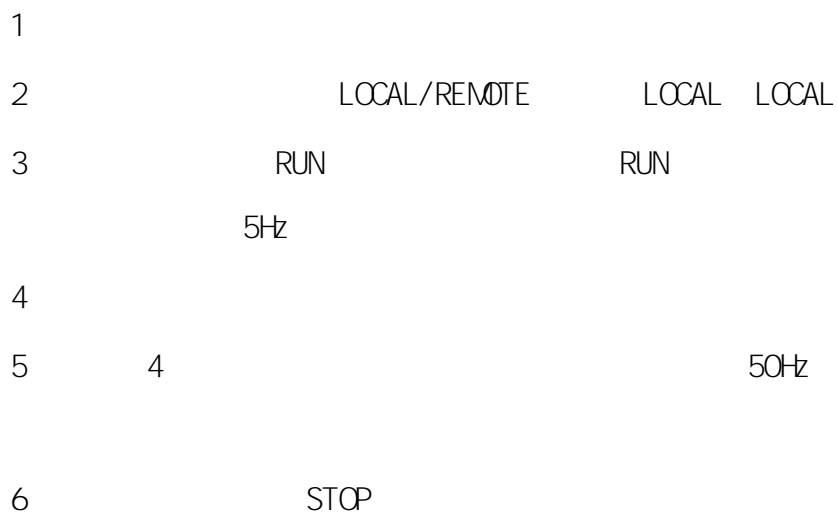 1
2 LOCAL/REMOTE LOCAL LOCAL
3 RUN RUN
5Hz
4
5 4 50Hz
6 STOP